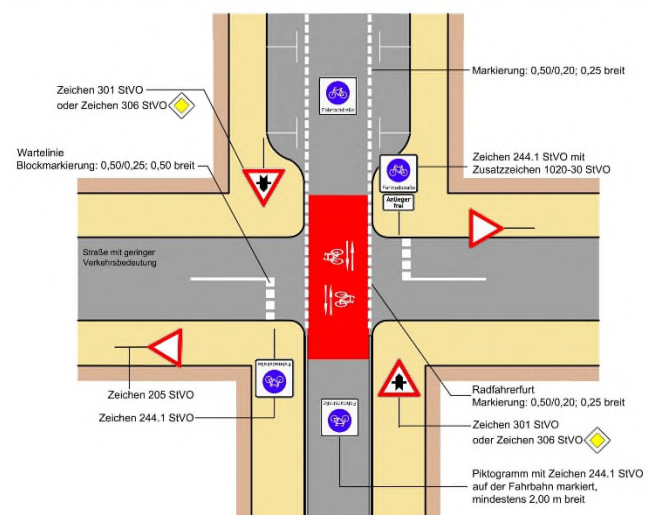 Zeichen 301 StVO
oder Zeichen 306 StVO
Wartelinie
Blockmarkierung: 0,50/0,25; 0,50 breit
Markierung: 0,50/0,20; 0,25 breit
Fahrradstraße
Zeichen 244.1 StVO mit
Zusatzzeichen 1020-30 StVO
Fahrradstraße
Anlieger
frei
Straße mit geringer
Verkehrsbedeutung
Zeichen 205 StVO
Zeichen 244.1 StVO
Fahrradstraße
Fahrradstraße
Radfahrerfurt
Markierung: 0,50/0,20; 0,25 breit
Zeichen 301 StVO
oder Zeichen 306 StVO
Piktogramm mit Zeichen 244.1 StVO
auf der Fahrbahn markiert,
mindestens 2,00 m breit